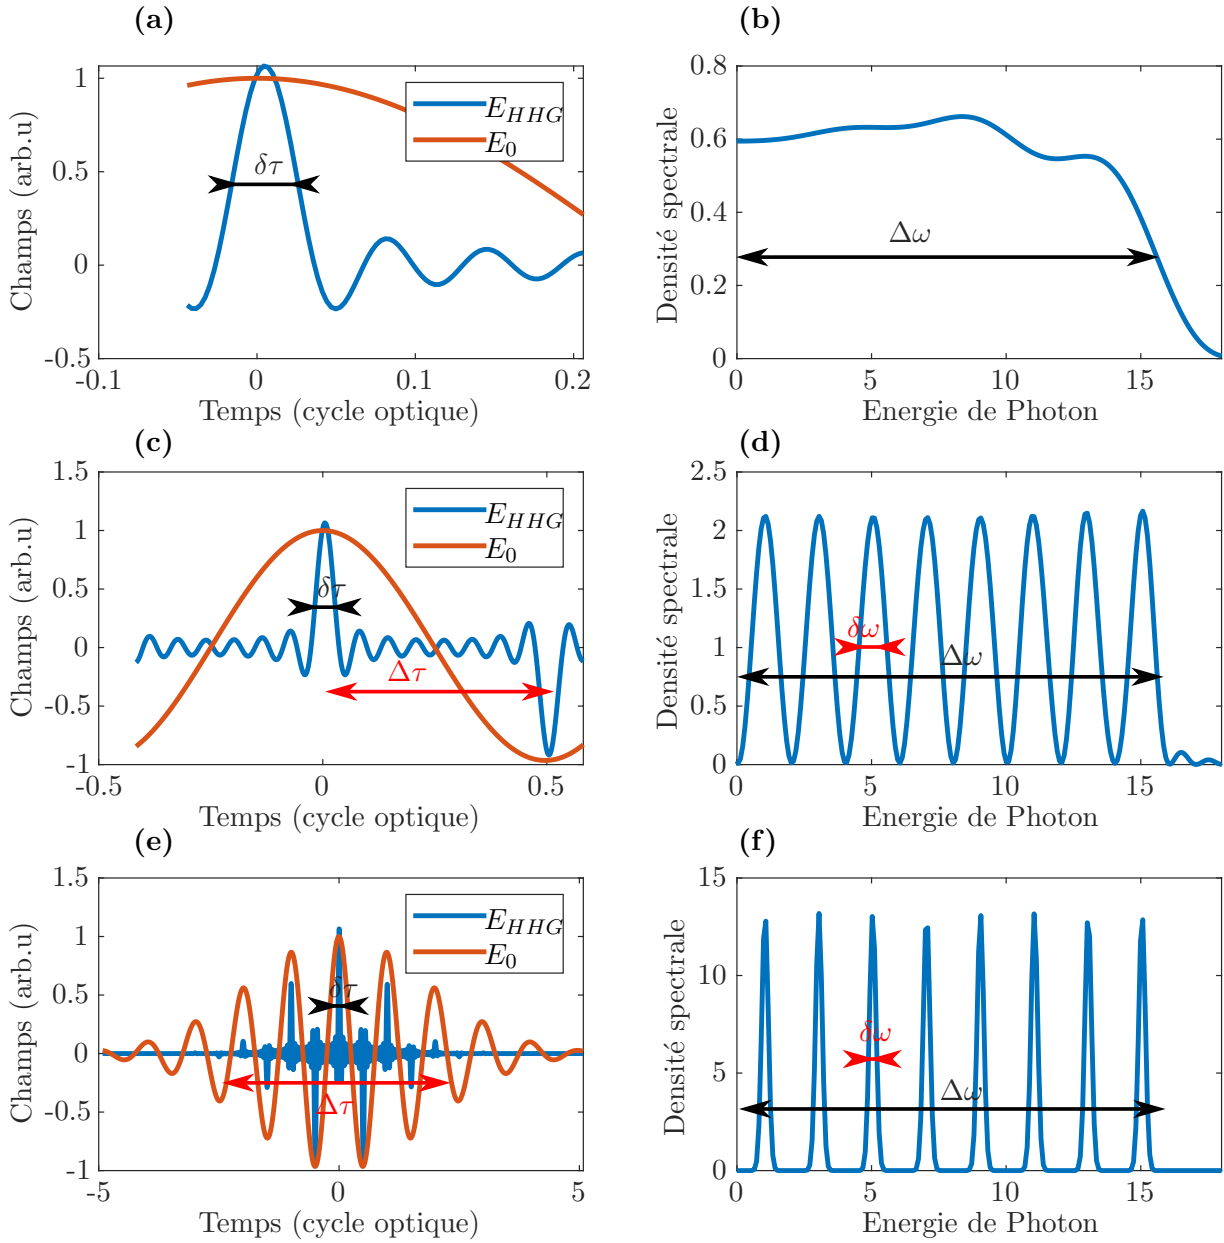 (a)
Champs (arb.u)
1
0.5
0
-0.5
-0.1
0
0.1
0.2
Temps (cycle optique)
E_{HHG}
E_0
δτ
(b)
Densité spectrale
0.8
0.6
0.4
0.2
0
0
5
10
15
Energie de Photon
Δω
(c)
Champs (arb.u)
1.5
1
0.5
0
-0.5
-1
-0.5
0
0.5
Temps (cycle optique)
E_{HHG}
E_0
δτ
Δτ
(d)
Densité spectrale
2.5
2
1.5
1
0.5
0
0
5
10
15
Energie de Photon
δω
Δω
(e)
Champs (arb.u)
1.5
1
0.5
0
-0.5
-1
-5
0
5
Temps (cycle optique)
E_{HHG}
E_0
δτ
Δτ
(f)
Densité spectrale
15
10
5
0
0
5
10
15
Energie de Photon
δω
Δω